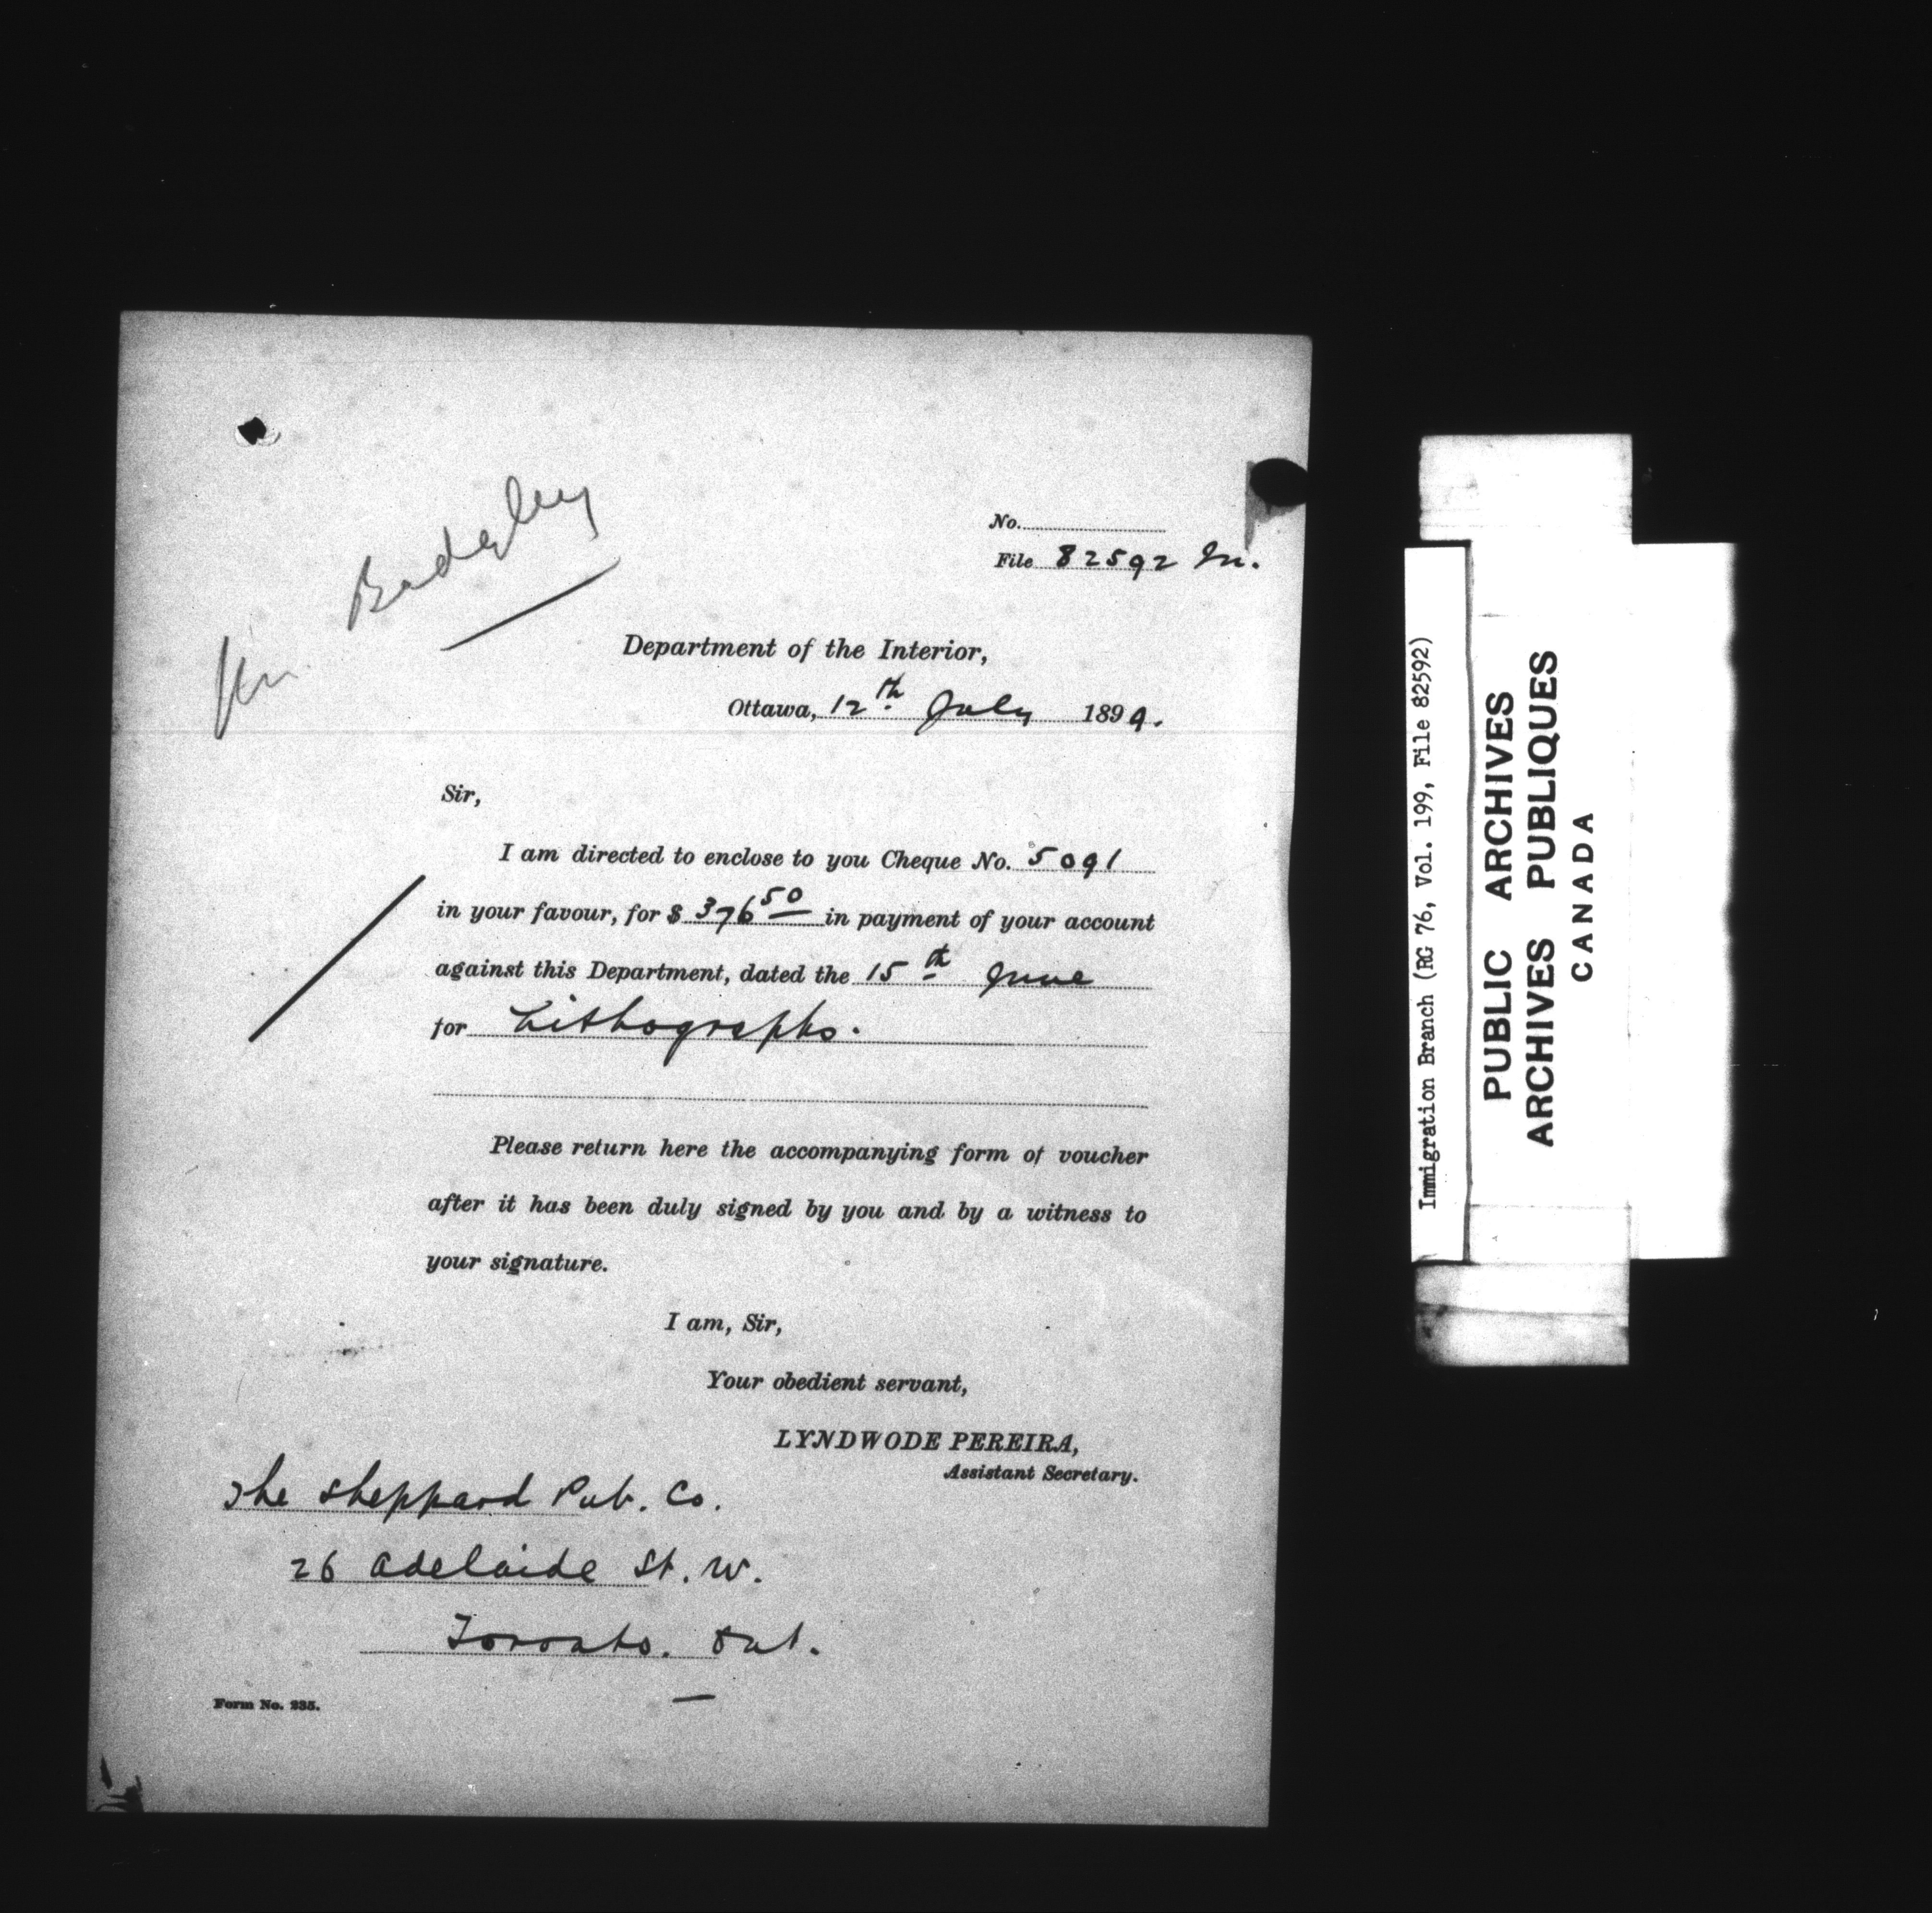 Badgley
No.
File 82592 Im.
Department of the Interior,
Ottawa, 12th July 1899.
Sir,
I am directed to enclose to you Cheque No. 5091
in your favour, for $ 376 50 in payment of your account
against this Department, dated the 15th June
for Lithographs.
Please return here the accompanying form of voucher
after it has been duly signed by you and by a witness to
your signature.
I am, Sir,
Your obedient servant,
LYNDWODE PEREIRA,
Assistant Secretary.
The Sheppard Pub. Co.
26 Adelaide St. W.
Toronto. Ont.
Form No. 235.
Immigration Branch (RG 76, Vol. 199, File 82592)
PUBLIC ARCHIVES
ARCHIVES PUBLIQUES
CANADA